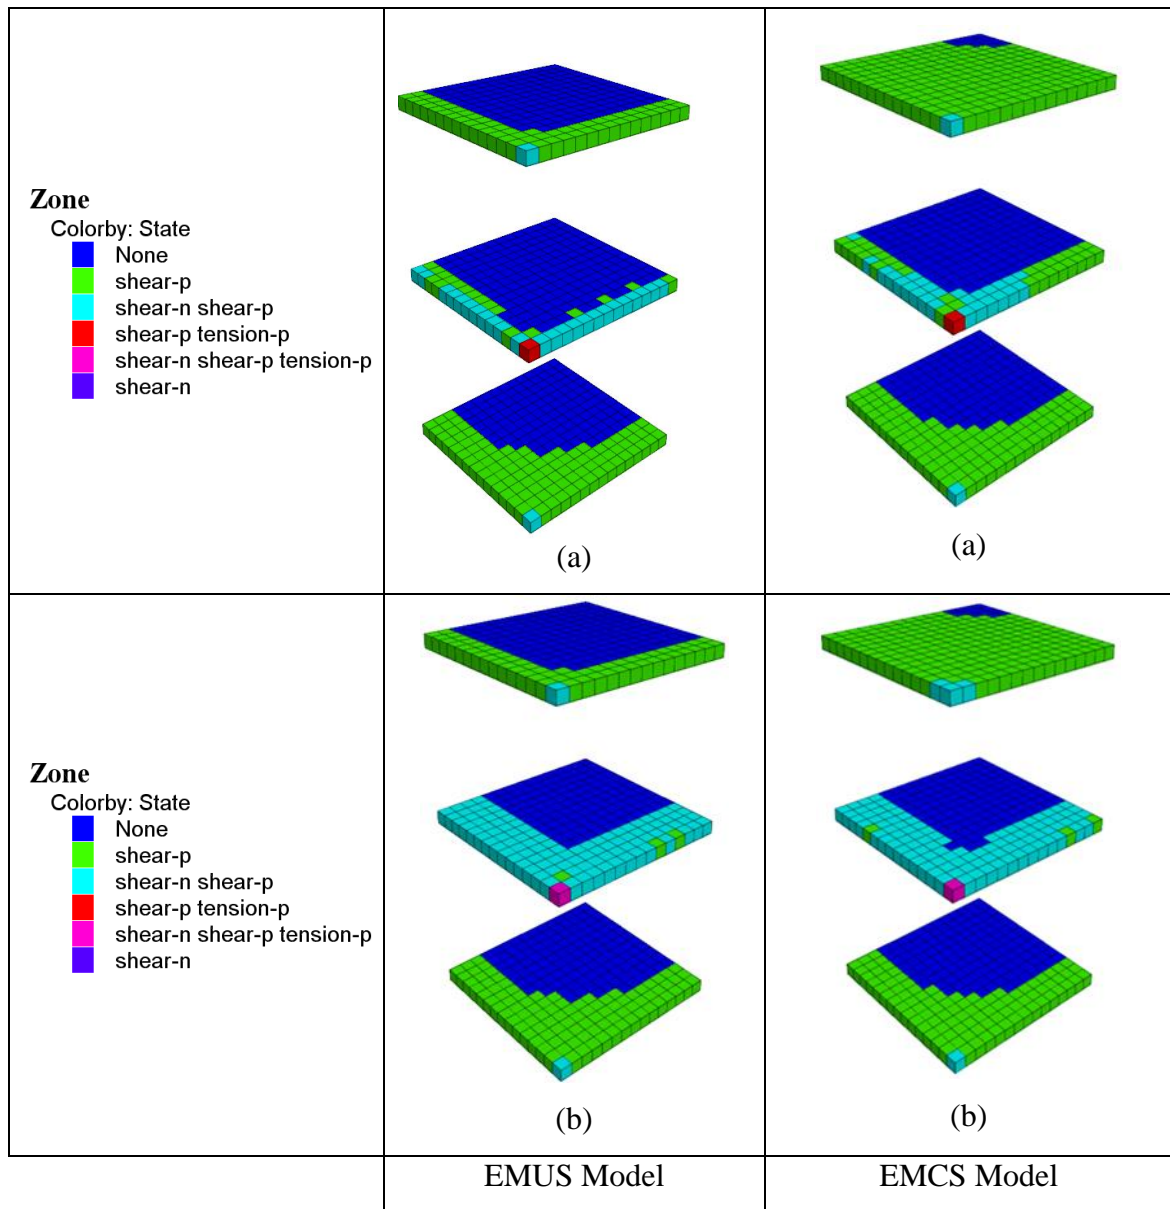 Zone
Colorby: State
None
shear-p
shear-n shear-p
shear-p tension-p
shear-n shear-p tension-p
shear-n
(a)
(a)
Zone
Colorby: State
None
shear-p
shear-n shear-p
shear-p tension-p
shear-n shear-p tension-p
shear-n
(b)
(b)
EMUS Model
EMCS Model